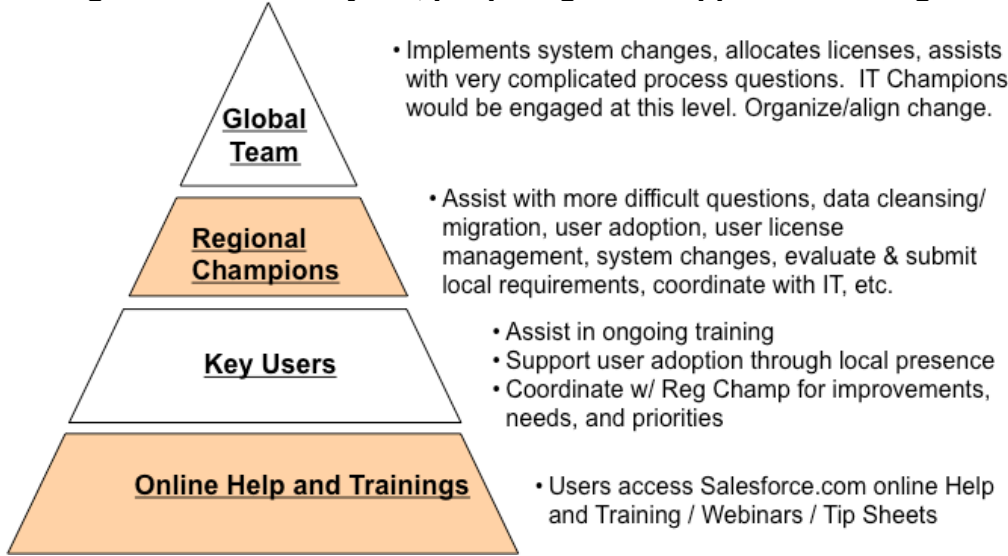 • Implements system changes, allocates licenses, assists
with very complicated process questions.  IT Champions
would be engaged at this level. Organize/align change.
Global
Team
• Assist with more difficult questions, data cleansing/
migration, user adoption, user license
management, system changes, evaluate & submit
local requirements, coordinate with IT, etc.
Regional
Champions
• Assist in ongoing training
• Support user adoption through local presence
• Coordinate w/ Reg Champ for improvements,
needs, and priorities
Key Users
Online Help and Trainings
• Users access Salesforce.com online Help
and Training / Webinars / Tip Sheets